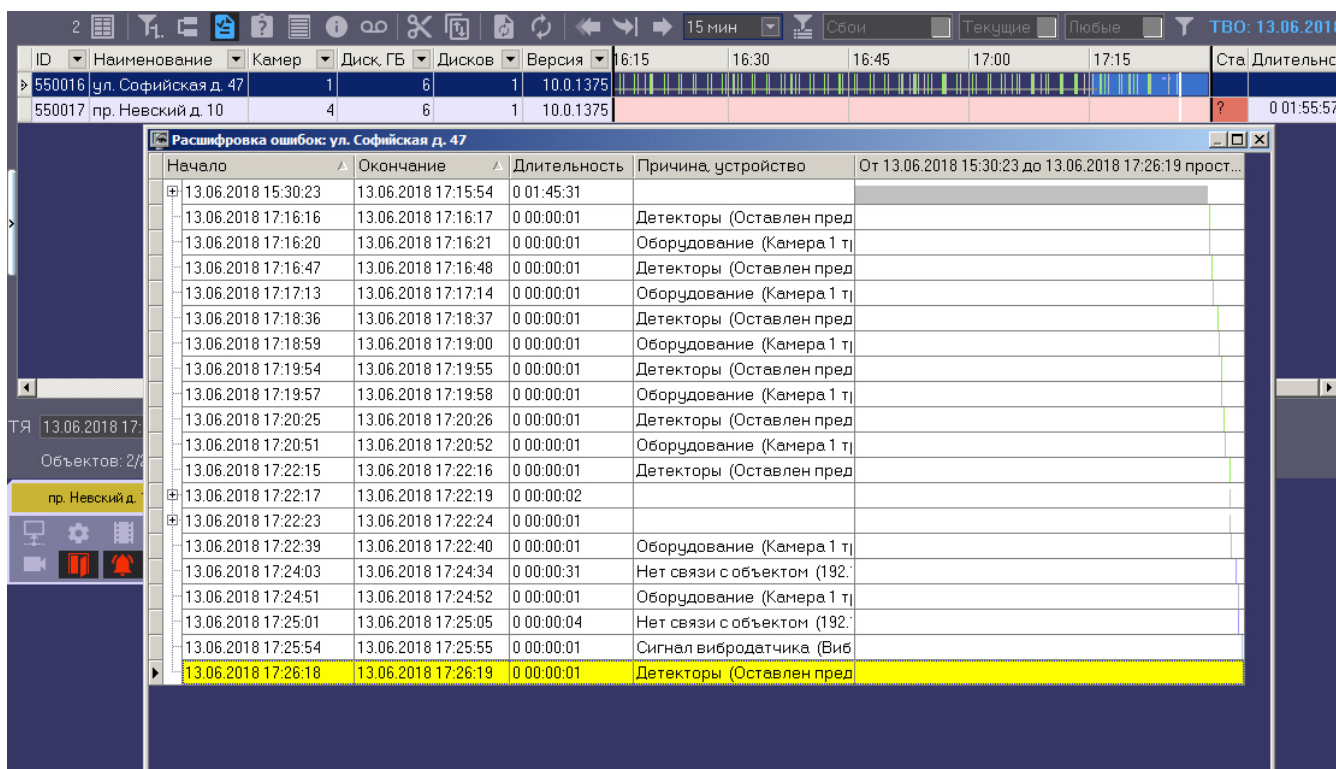 2 15 мин Сбои Текущие Любые ТВО: 13.06.2018
ID Наименование Камер Диск, ГБ Дисков Версия 16:15 16:30 16:45 17:00 17:15 Ста Длительно
550016 ул. Софийская д. 47 1 6 1 10.0.1375
550017 пр. Невский д. 10 4 6 1 10.0.1375 ? 0 01:55:57
Расшифровка ошибок: ул. Софийская д. 47
Начало Окончание Длительность Причина, устройство От 13.06.2018 15:30:23 до 13.06.2018 17:26:19 прост...
13.06.2018 15:30:23 13.06.2018 17:15:54 0 01:45:31
13.06.2018 17:16:16 13.06.2018 17:16:17 0 00:00:01 Детекторы (Оставлен пред
13.06.2018 17:16:20 13.06.2018 17:16:21 0 00:00:01 Оборудование (Камера 1 т
13.06.2018 17:16:47 13.06.2018 17:16:48 0 00:00:01 Детекторы (Оставлен пред
13.06.2018 17:17:13 13.06.2018 17:17:14 0 00:00:01 Оборудование (Камера 1 т
13.06.2018 17:18:36 13.06.2018 17:18:37 0 00:00:01 Детекторы (Оставлен пред
13.06.2018 17:18:59 13.06.2018 17:19:00 0 00:00:01 Оборудование (Камера 1 т
13.06.2018 17:19:54 13.06.2018 17:19:55 0 00:00:01 Детекторы (Оставлен пред
13.06.2018 17:19:57 13.06.2018 17:19:58 0 00:00:01 Оборудование (Камера 1 т
13.06.2018 17:20:25 13.06.2018 17:20:26 0 00:00:01 Детекторы (Оставлен пред
13.06.2018 17:20:51 13.06.2018 17:20:52 0 00:00:01 Оборудование (Камера 1 т
13.06.2018 17:22:15 13.06.2018 17:22:16 0 00:00:01 Детекторы (Оставлен пред
13.06.2018 17:22:17 13.06.2018 17:22:19 0 00:00:02
13.06.2018 17:22:23 13.06.2018 17:22:24 0 00:00:01
13.06.2018 17:22:39 13.06.2018 17:22:40 0 00:00:01 Оборудование (Камера 1 т
13.06.2018 17:24:03 13.06.2018 17:24:34 0 00:00:31 Нет связи с объектом (192.
13.06.2018 17:24:51 13.06.2018 17:24:52 0 00:00:01 Оборудование (Камера 1 т
13.06.2018 17:25:01 13.06.2018 17:25:05 0 00:00:04 Нет связи с объектом (192.
13.06.2018 17:25:54 13.06.2018 17:25:55 0 00:00:01 Сигнал вибродатчика (Виб
13.06.2018 17:26:18 13.06.2018 17:26:19 0 00:00:01 Детекторы (Оставлен пред
ТЯ 13.06.2018 17:
Объектов: 2/2
пр. Невский д.